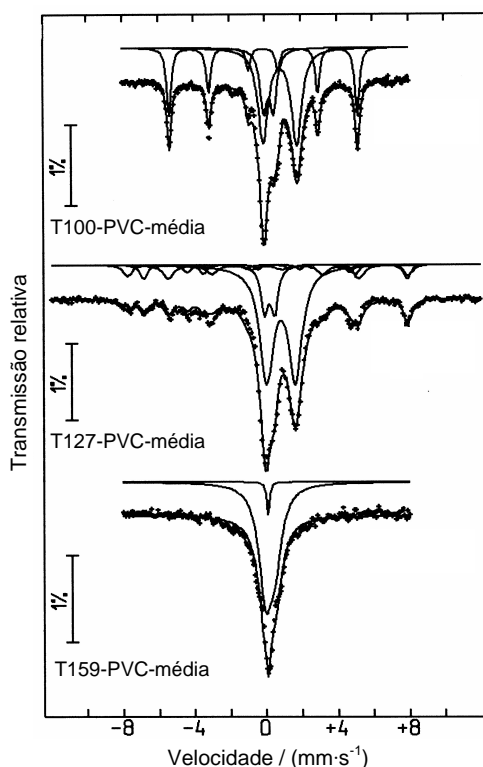 1%
T100-PVC-média
1%
T127-PVC-média
1%
T159-PVC-média
Transmissão relativa
-8 -4 0 +4 +8
Velocidade / (mm·s⁻¹)